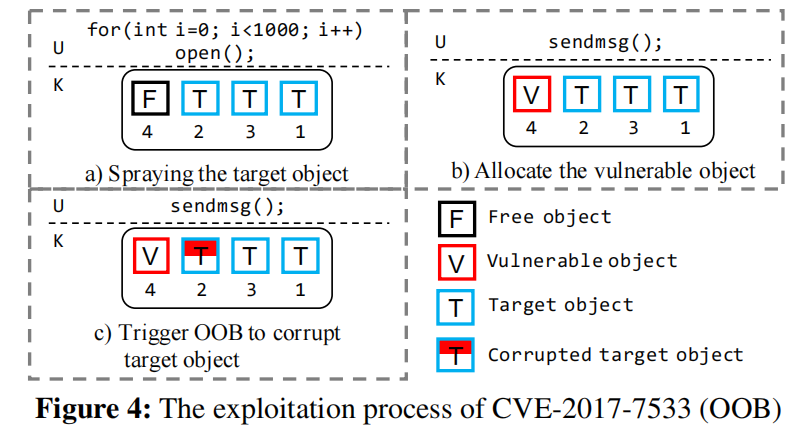 for(int i=0; i<1000; i++)
U open();
K
F T T T
4 2 3 1
a) Spraying the target object
U sendmsg();
K
V T T T
4 2 3 1
b) Allocate the vulnerable object
U sendmsg();
K
V T T T
4 2 3 1
c) Trigger OOB to corrupt
target object
F Free object
V Vulnerable object
T Target object
T Corrupted target object
Figure 4: The exploitation process of CVE-2017-7533 (OOB)